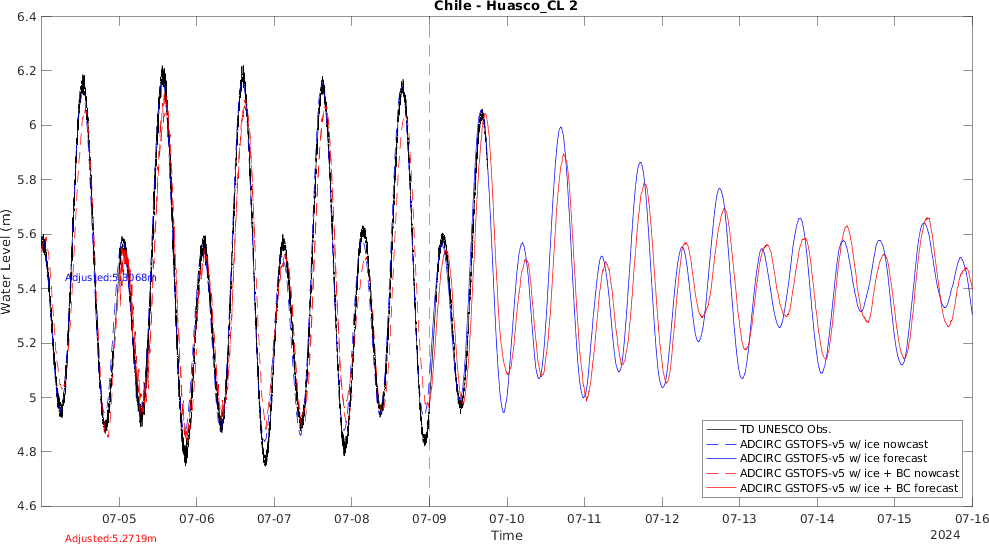 Chile - Huasco_CL 2
Water Level (m)
6.4
6.2
6
5.8
5.6
5.4
5.2
5
4.8
4.6
Adjusted:5.3068m
TD UNESCO Obs.
ADCIRC GSTOFS-v5 w/ ice nowcast
ADCIRC GSTOFS-v5 w/ ice forecast
ADCIRC GSTOFS-v5 w/ ice + BC nowcast
ADCIRC GSTOFS-v5 w/ ice + BC forecast
07-05 07-06 07-07 07-08 07-09 07-10 07-11 07-12 07-13 07-14 07-15 07-16
Time
2024
Adjusted:5.2719m